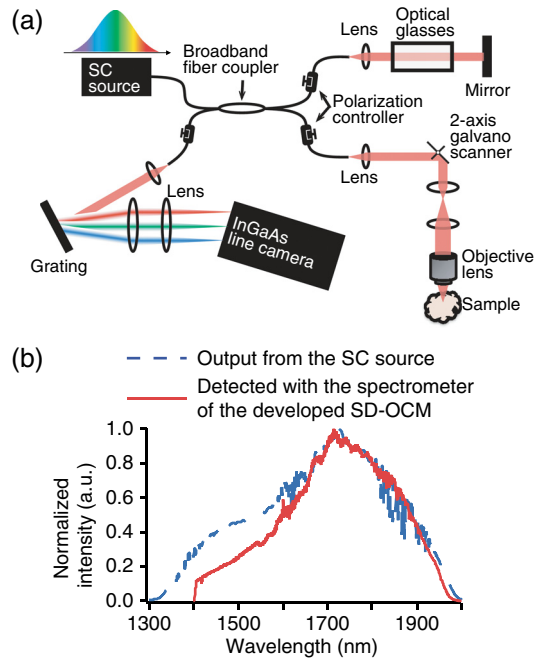 (a)
SC
source
Broadband
fiber coupler
Lens
Optical
glasses
Mirror
Polarization
controller
2-axis
galvano
scanner
Lens
Lens
InGaAs
line camera
Grating
Objective
lens
Sample
(b)
Output from the SC source
Detected with the spectrometer
of the developed SD-OCM
Normalized
intensity (a.u.)
1.0
0.8
0.6
0.4
0.2
0.0
1300 1500 1700 1900
Wavelength (nm)